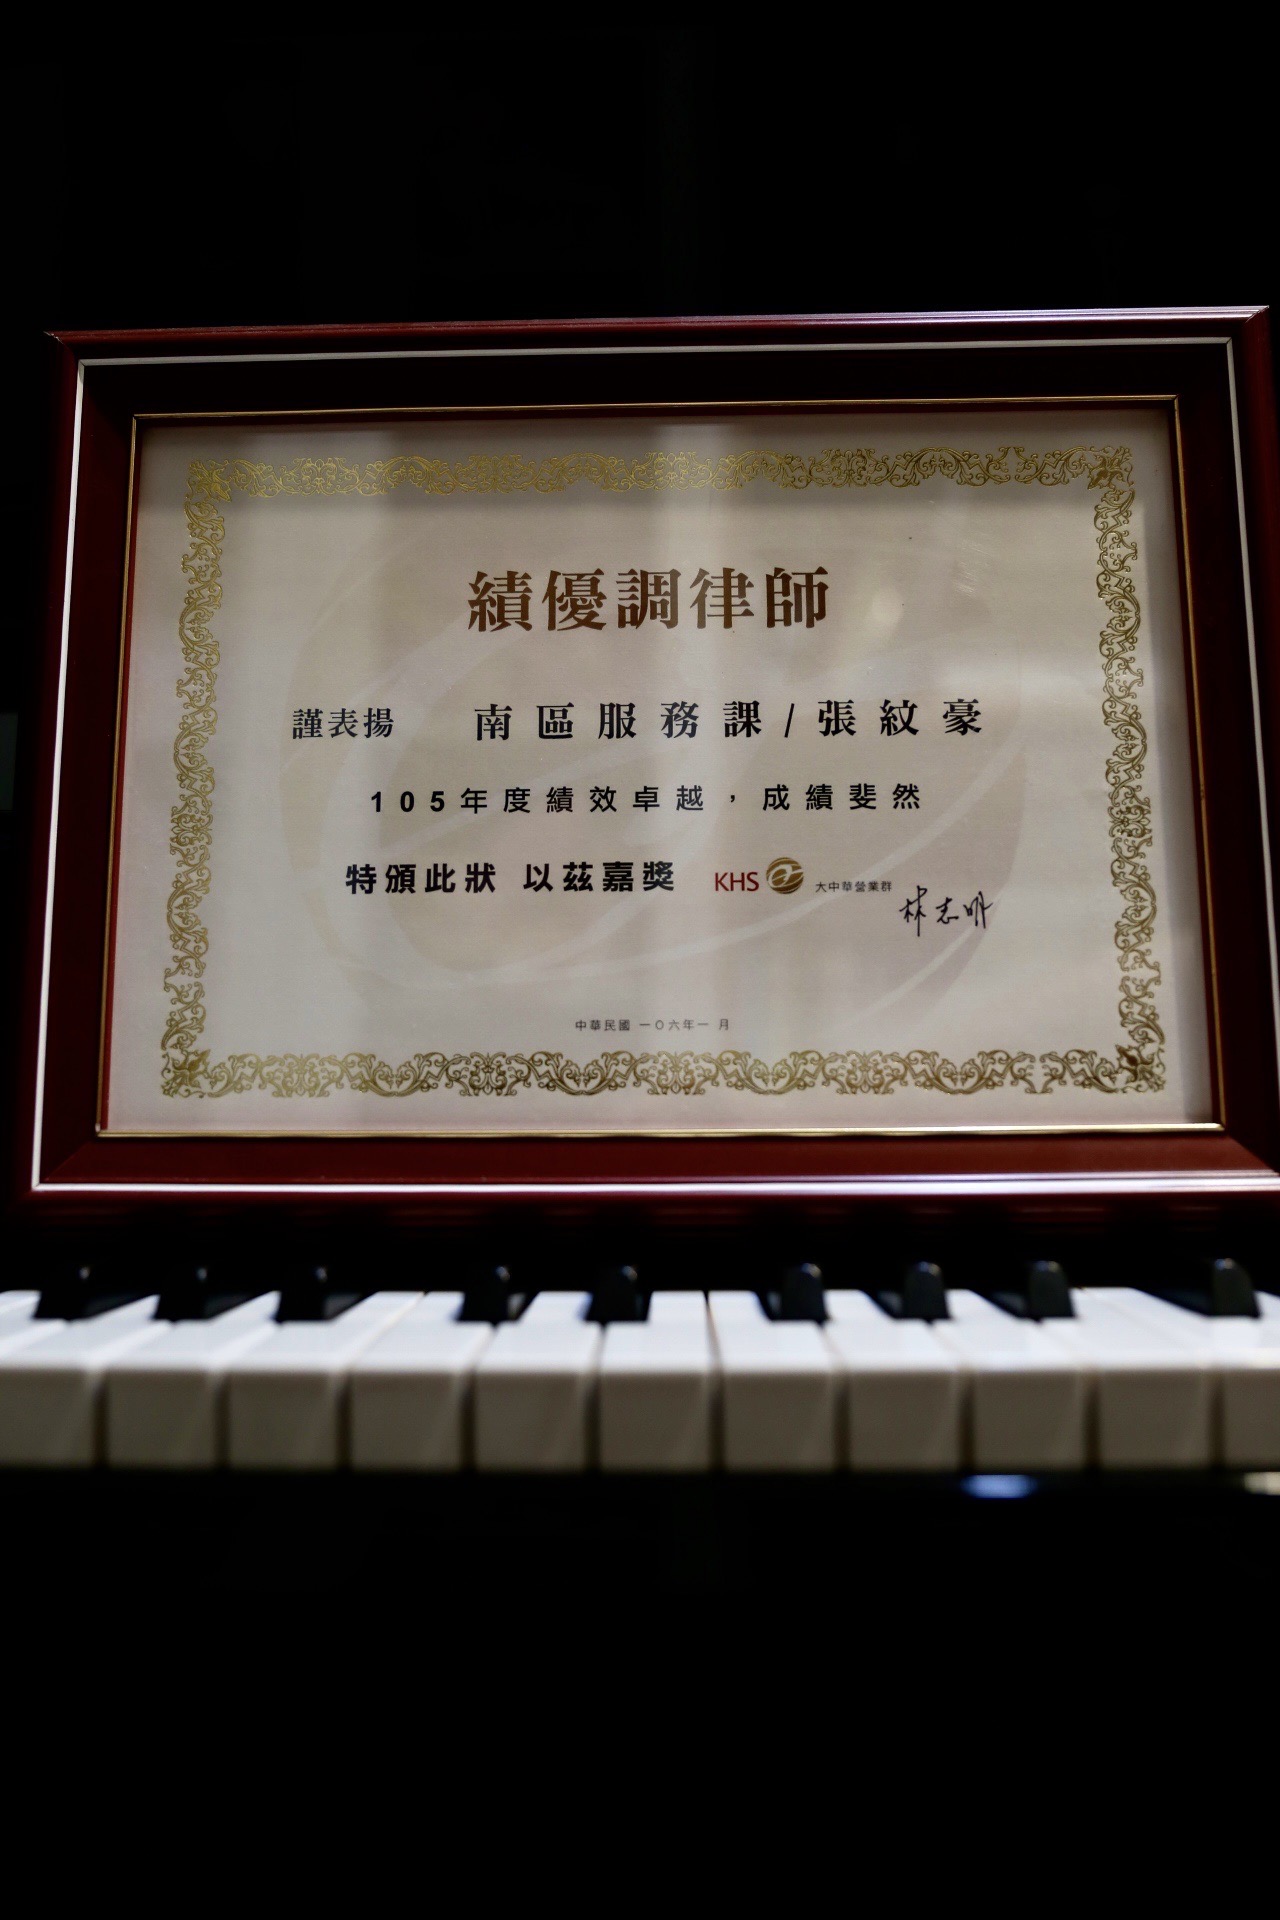 績優調律師
謹表揚 南區服務課/張紋豪
105年度績效卓越，成績斐然
特頒此狀 以茲嘉獎 KHS 大中華營業群
林志明
中華民國 一〇六年一 月